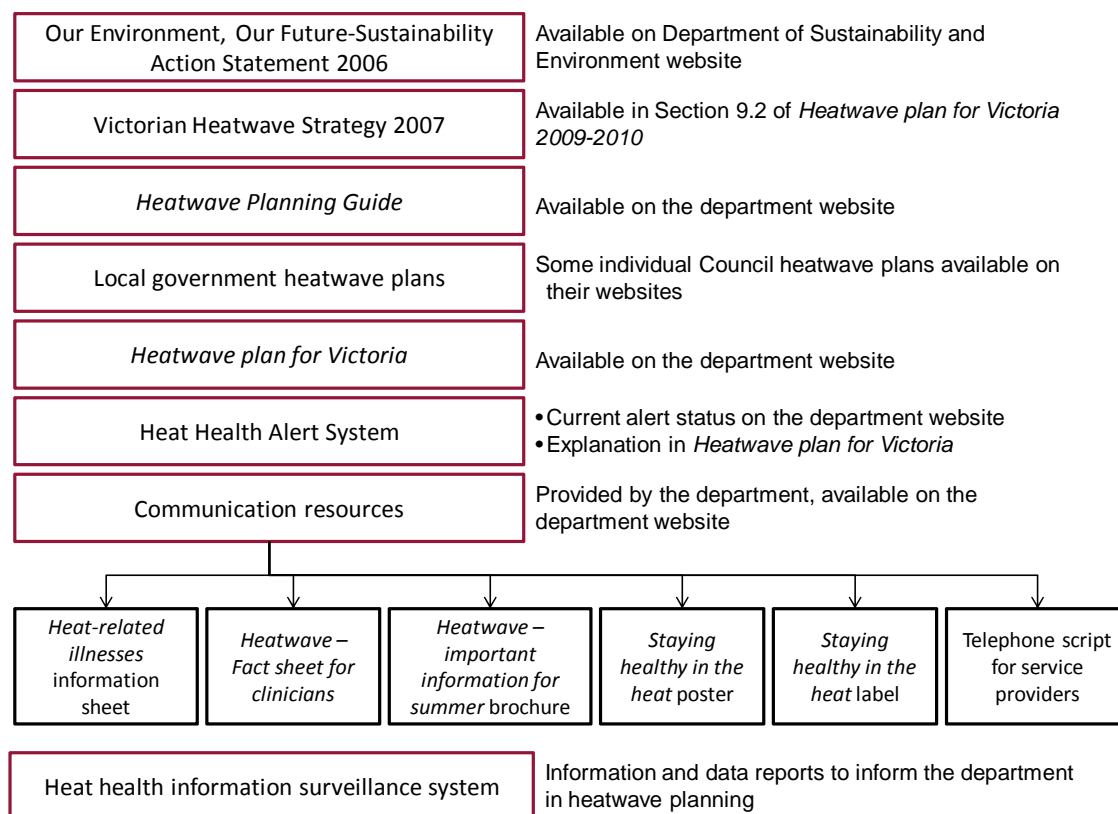 Our Environment, Our Future-Sustainability
Action Statement 2006
Available on Department of Sustainability and
Environment website
Victorian Heatwave Strategy 2007
Available in Section 9.2 of Heatwave plan for Victoria
2009-2010
Heatwave Planning Guide
Available on the department website
Local government heatwave plans
Some individual Council heatwave plans available on
their websites
Heatwave plan for Victoria
Available on the department website
Heat Health Alert System
•Current alert status on the department website
•Explanation in Heatwave plan for Victoria
Communication resources
Provided by the department, available on the
department website
Heat-related
illnesses
information
sheet
Heatwave –
Fact sheet for
clinicians
Heatwave –
important
information for
summer brochure
Staying
healthy in the
heat poster
Staying
healthy in the
heat label
Telephone script
for service
providers
Heat health information surveillance system
Information and data reports to inform the department
in heatwave planning